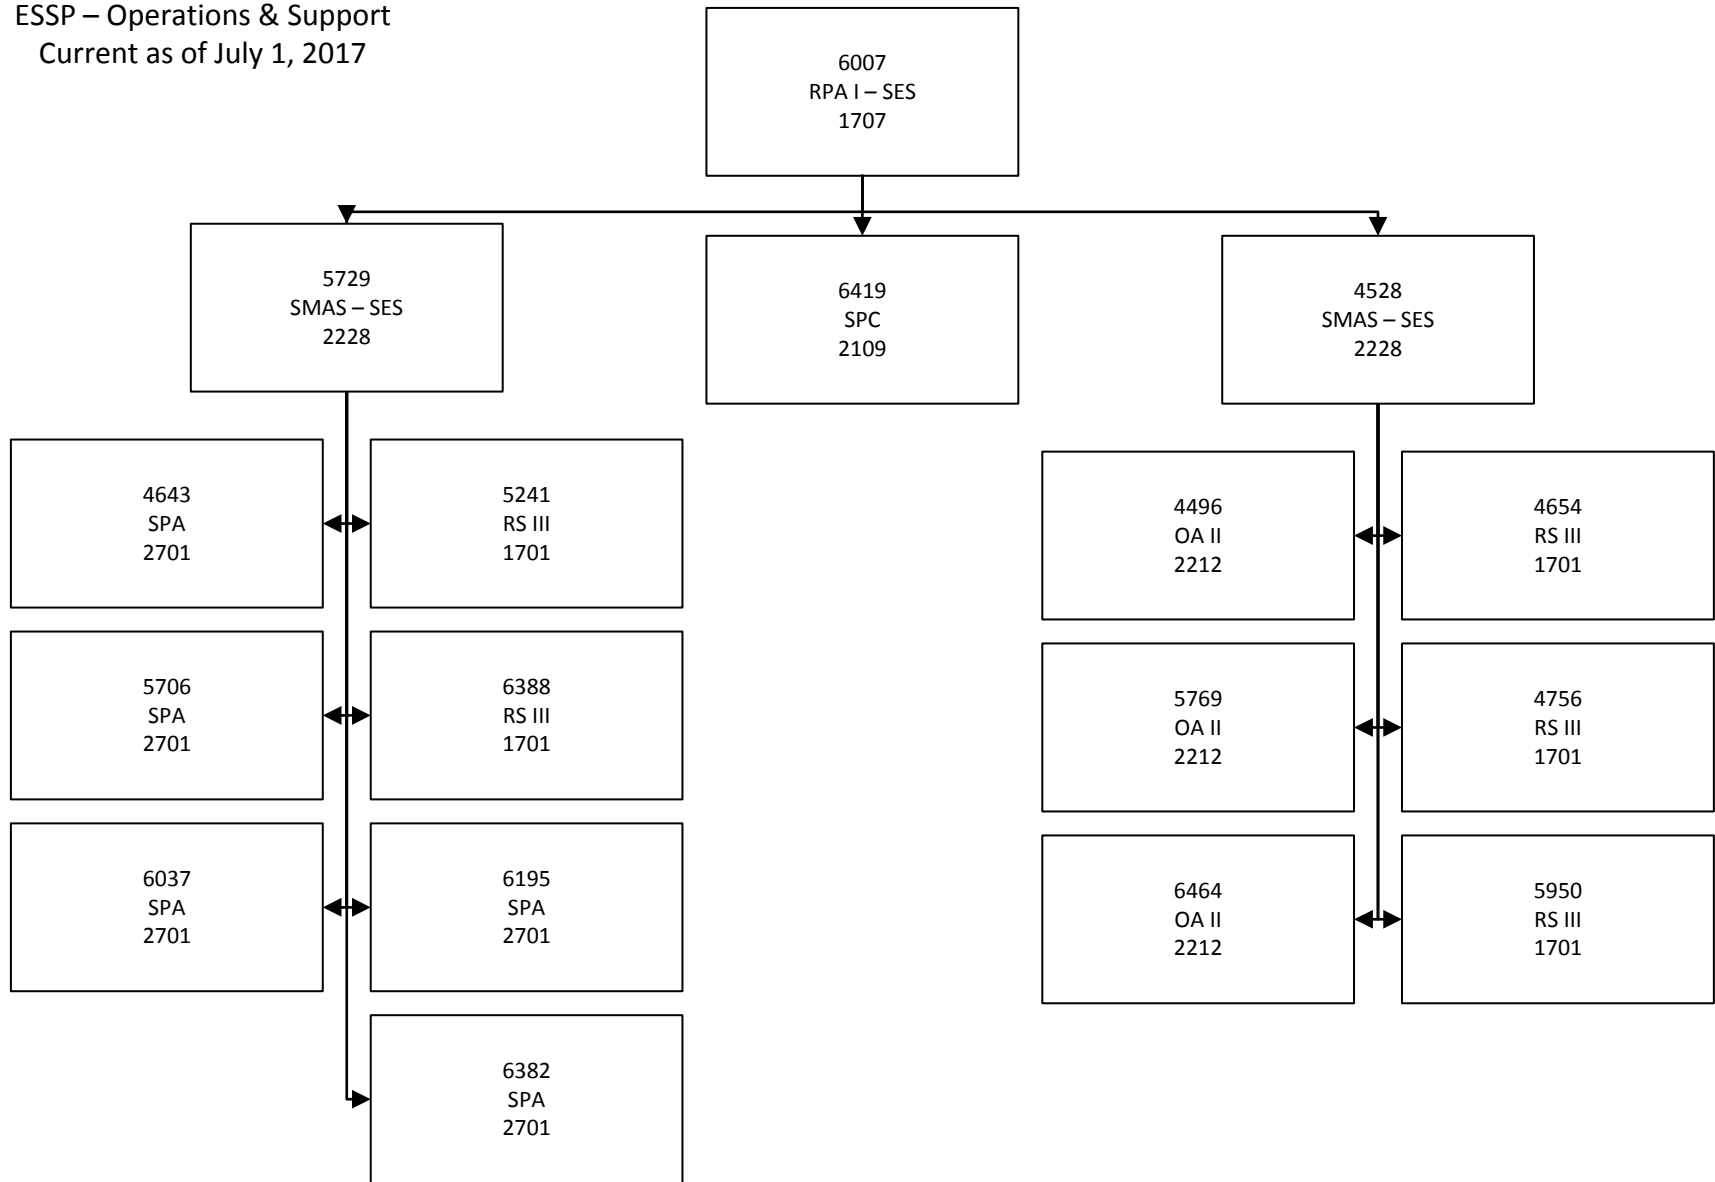 ESSP – Operations & Support
Current as of July 1, 2017
6007
RPA I – SES
1707
5729
SMAS – SES
2228
6419
SPC
2109
4528
SMAS – SES
2228
4643
SPA
2701
5241
RS III
1701
4496
OA II
2212
4654
RS III
1701
5706
SPA
2701
6388
RS III
1701
5769
OA II
2212
4756
RS III
1701
6037
SPA
2701
6195
SPA
2701
6464
OA II
2212
5950
RS III
1701
6382
SPA
2701